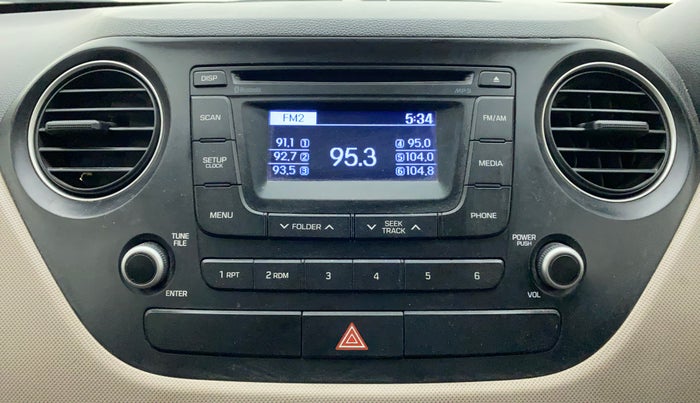 DISP
Bluetooth
MP3
SCAN
FM2
5:34
FM/AM
91.1 1
4 95.0
92.7 2
95.3
5 104.0
93.5 3
6 104.8
SETUP
CLOCK
MEDIA
MENU
FOLDER
SEEK
TRACK
PHONE
TUNE
FILE
POWER
PUSH
1 RPT
2 RDM
3
4
5
6
ENTER
VOL